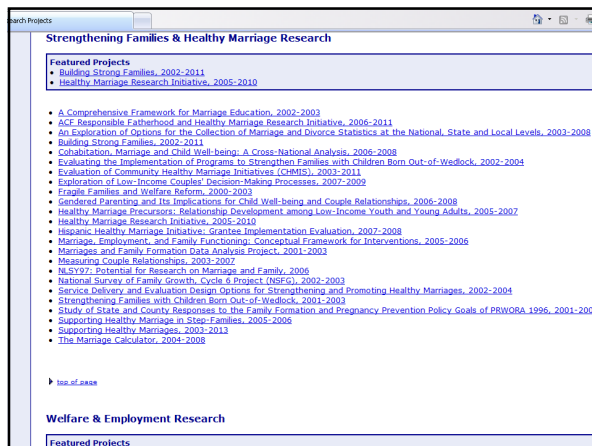 earch Projects
Strengthening Families & Healthy Marriage Research
Featured Projects
• Building Strong Families, 2002-2011
• Healthy Marriage Research Initiative, 2005-2010
• A Comprehensive Framework for Marriage Education, 2002-2003
• ACF Responsible Fatherhood and Healthy Marriage Research Initiative, 2006-2011
• An Exploration of Options for the Collection of Marriage and Divorce Statistics at the National, State and Local Levels, 2003-2008
• Building Strong Families, 2002-2011
• Cohabitation, Marriage and Child Well-being: A Cross-National Analysis, 2006-2008
• Evaluating the Implementation of Programs to Strengthen Families with Children Born Out-of-Wedlock, 2002-2004
• Evaluation of Community Healthy Marriage Initiatives (CHMIS), 2003-2011
• Exploration of Low-Income Couples' Decision-Making Processes, 2007-2009
• Fragile Families and Welfare Reform, 2000-2003
• Gendered Parenting and Its Implications for Child Well-being and Couple Relationships, 2006-2008
• Healthy Marriage Precursors: Relationship Development among Low-Income Youth and Young Adults, 2005-2007
• Healthy Marriage Research Initiative, 2005-2010
• Hispanic Healthy Marriage Initiative: Grantee Implementation Evaluation, 2007-2008
• Marriage, Employment, and Family Functioning: Conceptual Framework for Interventions, 2005-2006
• Marriages and Family Formation Data Analysis Project, 2001-2003
• Measuring Couple Relationships, 2003-2007
• NLSY97: Potential for Research on Marriage and Family, 2006
• National Survey of Family Growth, Cycle 6 Project (NSFG), 2002-2003
• Service Delivery and Evaluation Design Options for Strengthening and Promoting Healthy Marriages, 2002-2004
• Strengthening Families with Children Born Out-of-Wedlock, 2001-2003
• Study of State and County Responses to the Family Formation and Pregnancy Prevention Policy Goals of PRWORA 1996, 2001-200
• Supporting Healthy Marriage in Step-Families, 2005-2006
• Supporting Healthy Marriages, 2003-2013
• The Marriage Calculator, 2004-2008
top of page
Welfare & Employment Research
Featured Projects